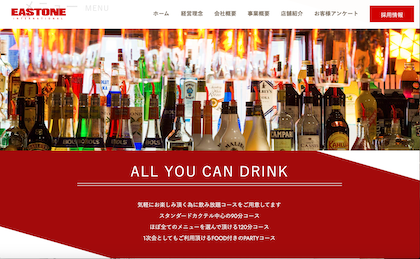 EASTONE
INTERNATIONAL
MENU
ホーム 経営理念 会社概要 事業概要 店舗紹介 お客様アンケート 採用情報
BOLS BOLS BOLS MALIBU CAMPARI
ALL YOU CAN DRINK
気軽にお楽しみ頂く為に飲み放題コースをご用意してます
スタンダードカクテル中心の90分コース
ほぼ全てのメニューを選んで頂ける120分コース
1次会としてもご利用頂けるFOOD付きのPARTYコース